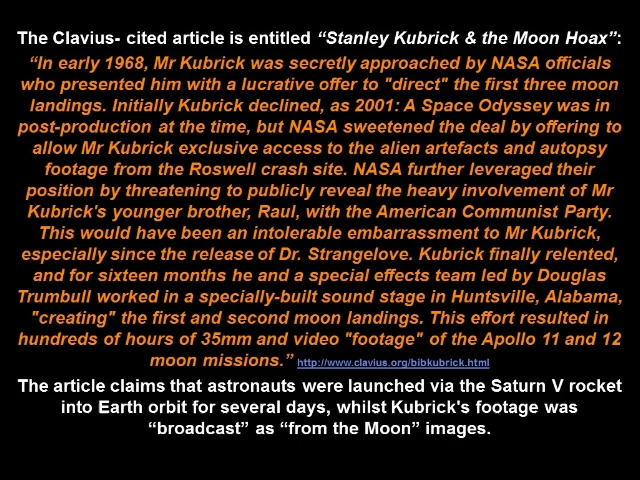 The Clavius- cited article is entitled “Stanley Kubrick & the Moon Hoax”:
“In early 1968, Mr Kubrick was secretly approached by NASA officials
who presented him with a lucrative offer to "direct" the first three moon
landings. Initially Kubrick declined, as 2001: A Space Odyssey was in
post-production at the time, but NASA sweetened the deal by offering to
allow Mr Kubrick exclusive access to the alien artefacts and autopsy
footage from the Roswell crash site. NASA further leveraged their
position by threatening to publicly reveal the heavy involvement of Mr
Kubrick's younger brother, Raul, with the American Communist Party.
This would have been an intolerable embarrassment to Mr Kubrick,
especially since the release of Dr. Strangelove. Kubrick finally relented,
and for sixteen months he and a special effects team led by Douglas
Trumbull worked in a specially-built sound stage in Huntsville, Alabama,
"creating" the first and second moon landings. This effort resulted in
hundreds of hours of 35mm and video "footage" of the Apollo 11 and 12
moon missions.” http://www.clavius.org/bibkubrick.html
The article claims that astronauts were launched via the Saturn V rocket
into Earth orbit for several days, whilst Kubrick's footage was
“broadcast” as “from the Moon” images.